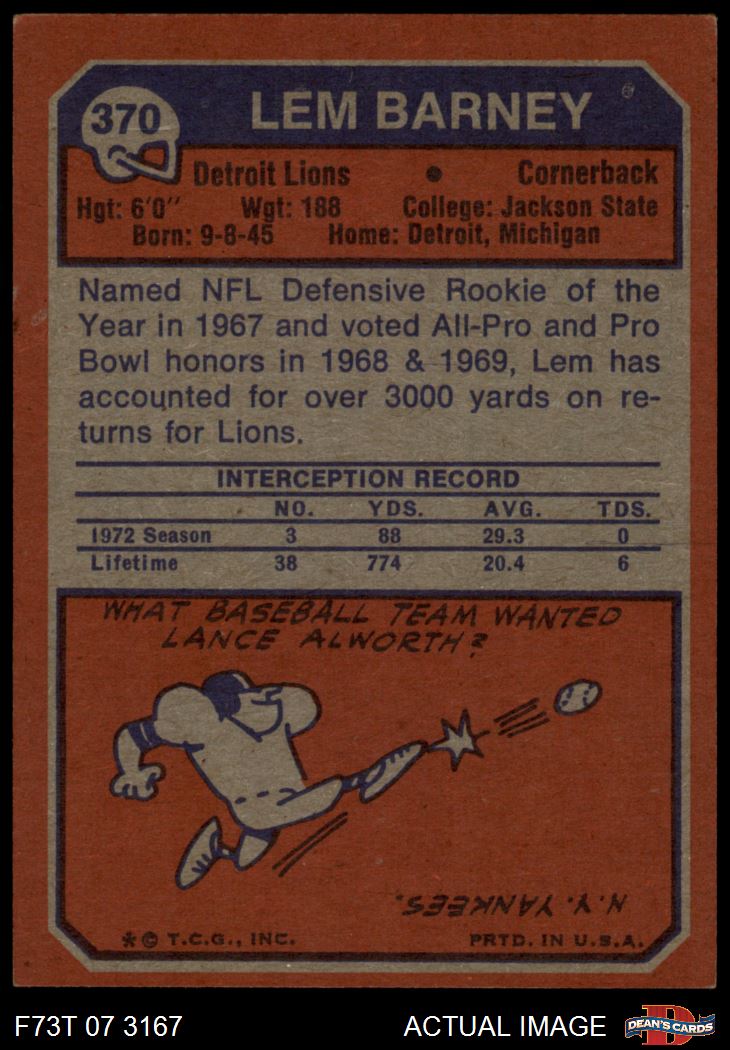 370
LEM BARNEY
Detroit Lions • Cornerback
Hgt: 6'0" Wgt: 188 College: Jackson State
Born: 9-8-45 Home: Detroit, Michigan
Named NFL Defensive Rookie of the
Year in 1967 and voted All-Pro and Pro
Bowl honors in 1968 & 1969, Lem has
accounted for over 3000 yards on re-
turns for Lions.
INTERCEPTION RECORD
NO. YDS. AVG. TDS.
1972 Season 3 88 29.3 0
Lifetime 38 774 20.4 6
WHAT BASEBALL TEAM WANTED
LANCE ALWORTH?
N.Y. YANKEES.
*© T.C.G., INC. PRTD. IN U.S.A.
F73T 07 3167 ACTUAL IMAGE D DEAN'S CARDS